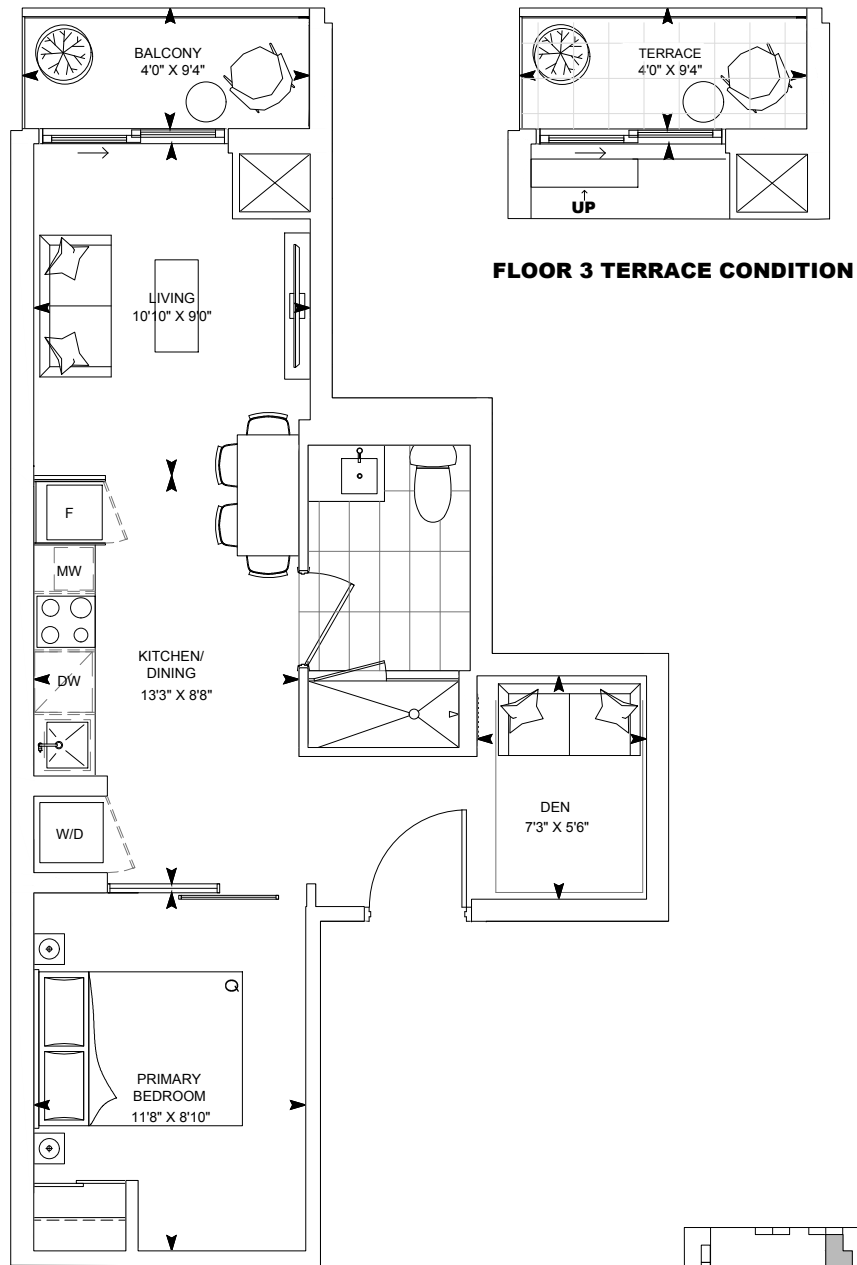 BALCONY
4'0" X 9'4"
TERRACE
4'0" X 9'4"
UP
FLOOR 3 TERRACE CONDITION
LIVING
10'10" X 9'0"
F
MW
KITCHEN/
DINING
13'3" X 8'8"
DW
W/D
DEN
7'3" X 5'6"
Q
PRIMARY
BEDROOM
11'8" X 8'10"